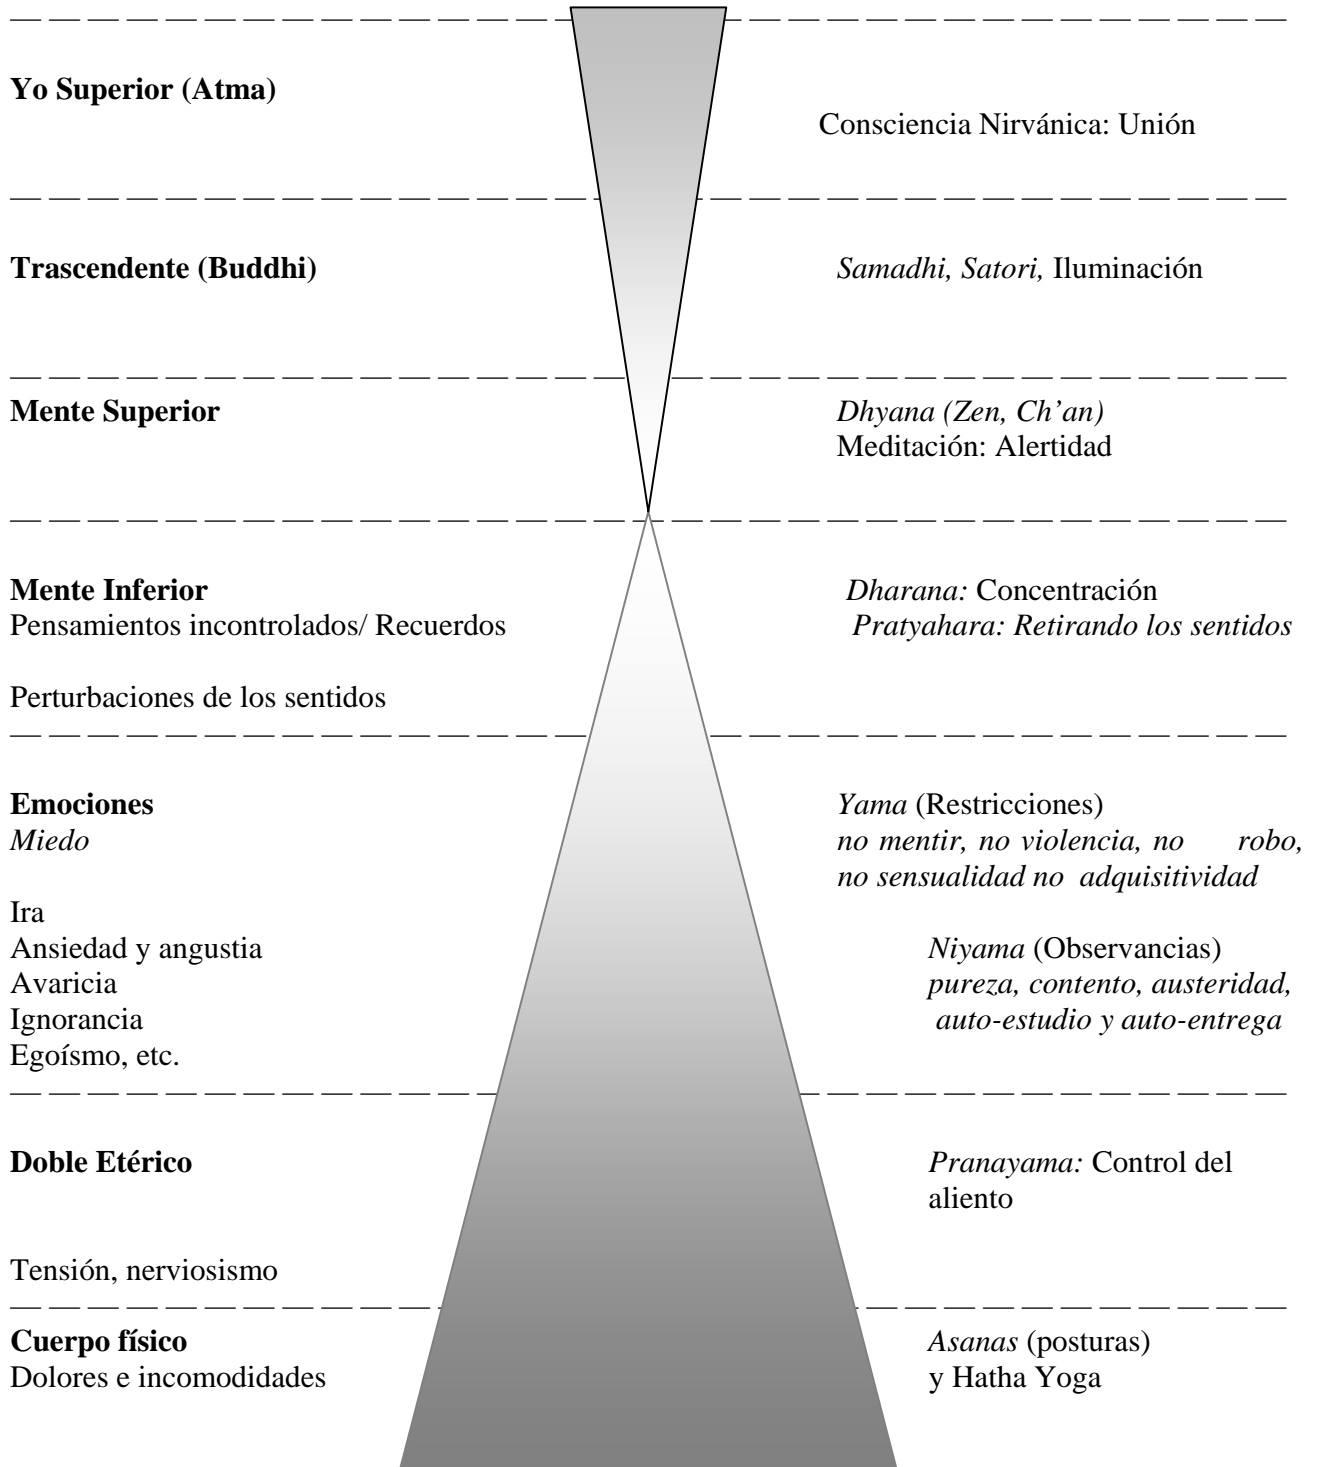 Yo Superior (Atma)
Consciencia Nirvánica: Unión
Trascendente (Buddhi)
Samadhi, Satori, Iluminación
Mente Superior
Dhyana (Zen, Ch’an)
Meditación: Alertidad
Mente Inferior
Pensamientos incontrolados/ Recuerdos
Perturbaciones de los sentidos
Dharana: Concentración
Pratyahara: Retirando los sentidos
Emociones
Miedo
Ira
Ansiedad y angustia
Avaricia
Ignorancia
Egoísmo, etc.
Yama (Restricciones)
no mentir, no violencia, no robo,
no sensualidad no adquisitividad
Niyama (Observancias)
pureza, contento, austeridad,
auto-estudio y auto-entrega
Doble Etérico
Tensión, nerviosismo
Pranayama: Control del
aliento
Cuerpo físico
Dolores e incomodidades
Asanas (posturas)
y Hatha Yoga